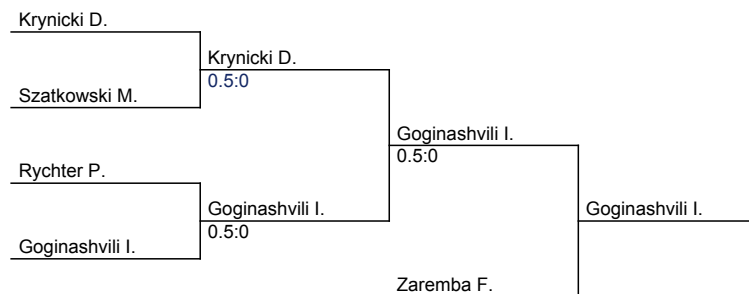 Krynicki D.
Krynicki D.
0.5:0
Szatkowski M.
Goginashvili I.
0.5:0
Rychter P.
Goginashvili I.
Goginashvili I.
0.5:0
Goginashvili I.
Zaremba F.